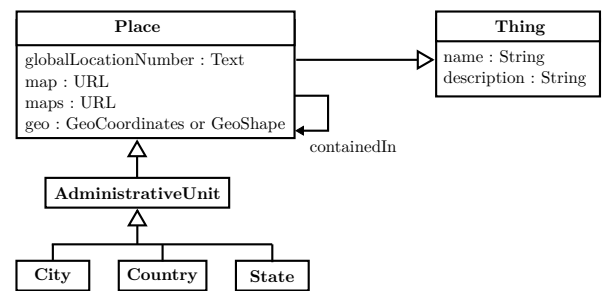 Place
globalLocationNumber : Text
map : URL
maps : URL
geo : GeoCoordinates or GeoShape
Thing
name : String
description : String
containedIn
AdministrativeUnit
City
Country
State